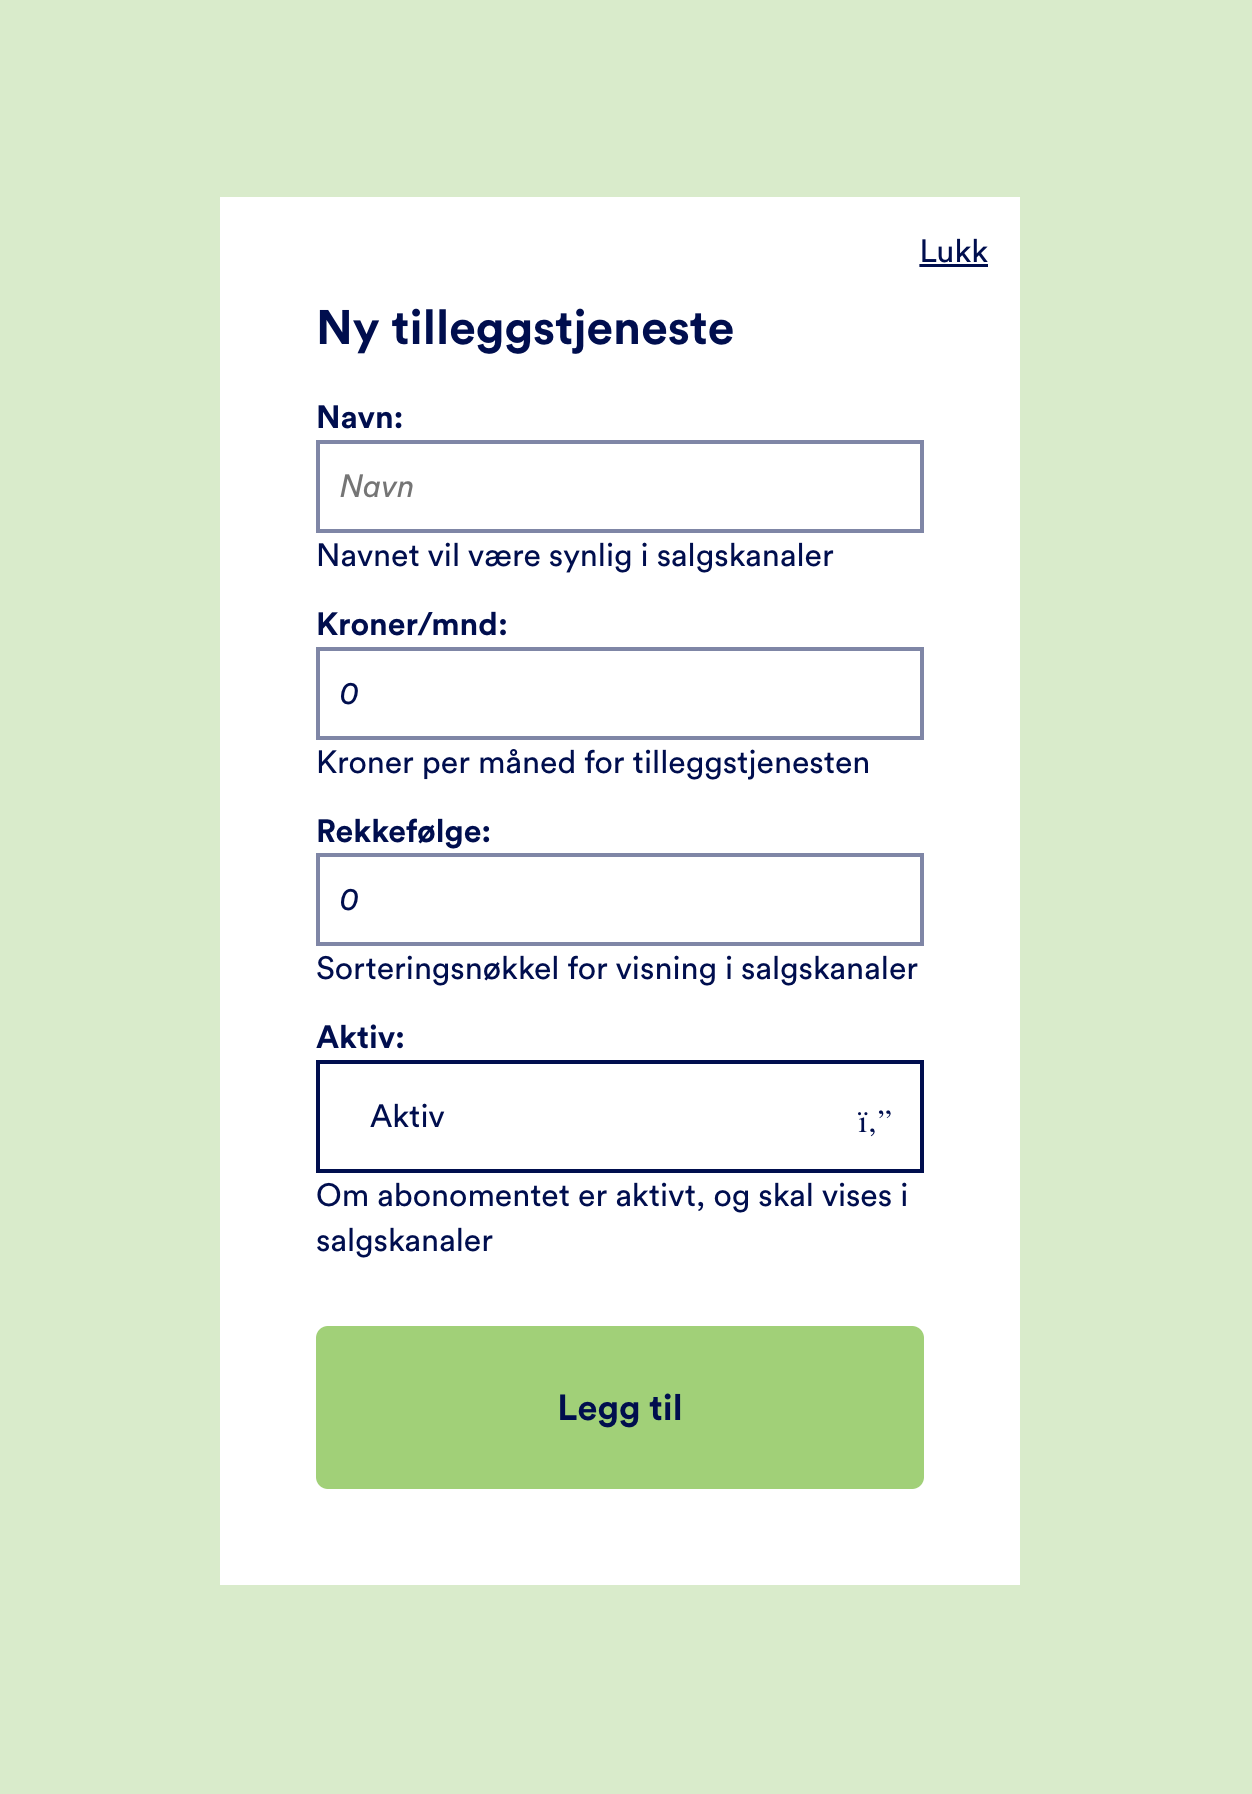 Lukk
Ny tilleggstjeneste
Navn:
Navn
Navnet vil være synlig i salgskanaler
Kroner/mnd:
0
Kroner per måned for tilleggstjenesten
Rekkefølge:
0
Sorteringsnøkkel for visning i salgskanaler
Aktiv:
Aktiv ï‚”
Om abonomentet er aktivt, og skal vises i
salgskanaler
Legg til